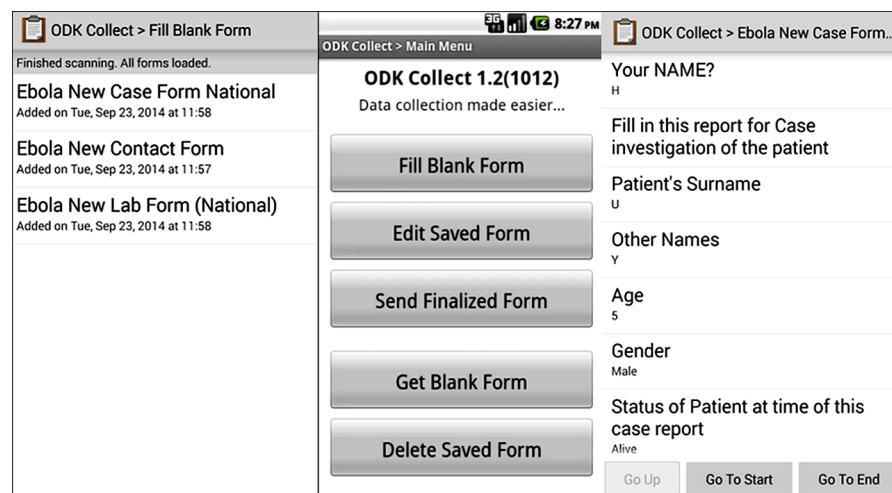 ODK Collect > Fill Blank Form
Finished scanning. All forms loaded.
Ebola New Case Form National
Added on Tue, Sep 23, 2014 at 11:58
Ebola New Contact Form
Added on Tue, Sep 23, 2014 at 11:57
Ebola New Lab Form (National)
Added on Tue, Sep 23, 2014 at 11:58
3G 8:27 PM
ODK Collect > Main Menu
ODK Collect 1.2(1012)
Data collection made easier...
Fill Blank Form
Edit Saved Form
Send Finalized Form
Get Blank Form
Delete Saved Form
ODK Collect > Ebola New Case Form...
Your NAME?
H
Fill in this report for Case
investigation of the patient
Patient's Surname
U
Other Names
Y
Age
5
Gender
Male
Status of Patient at time of this
case report
Alive
Go Up Go To Start Go To End